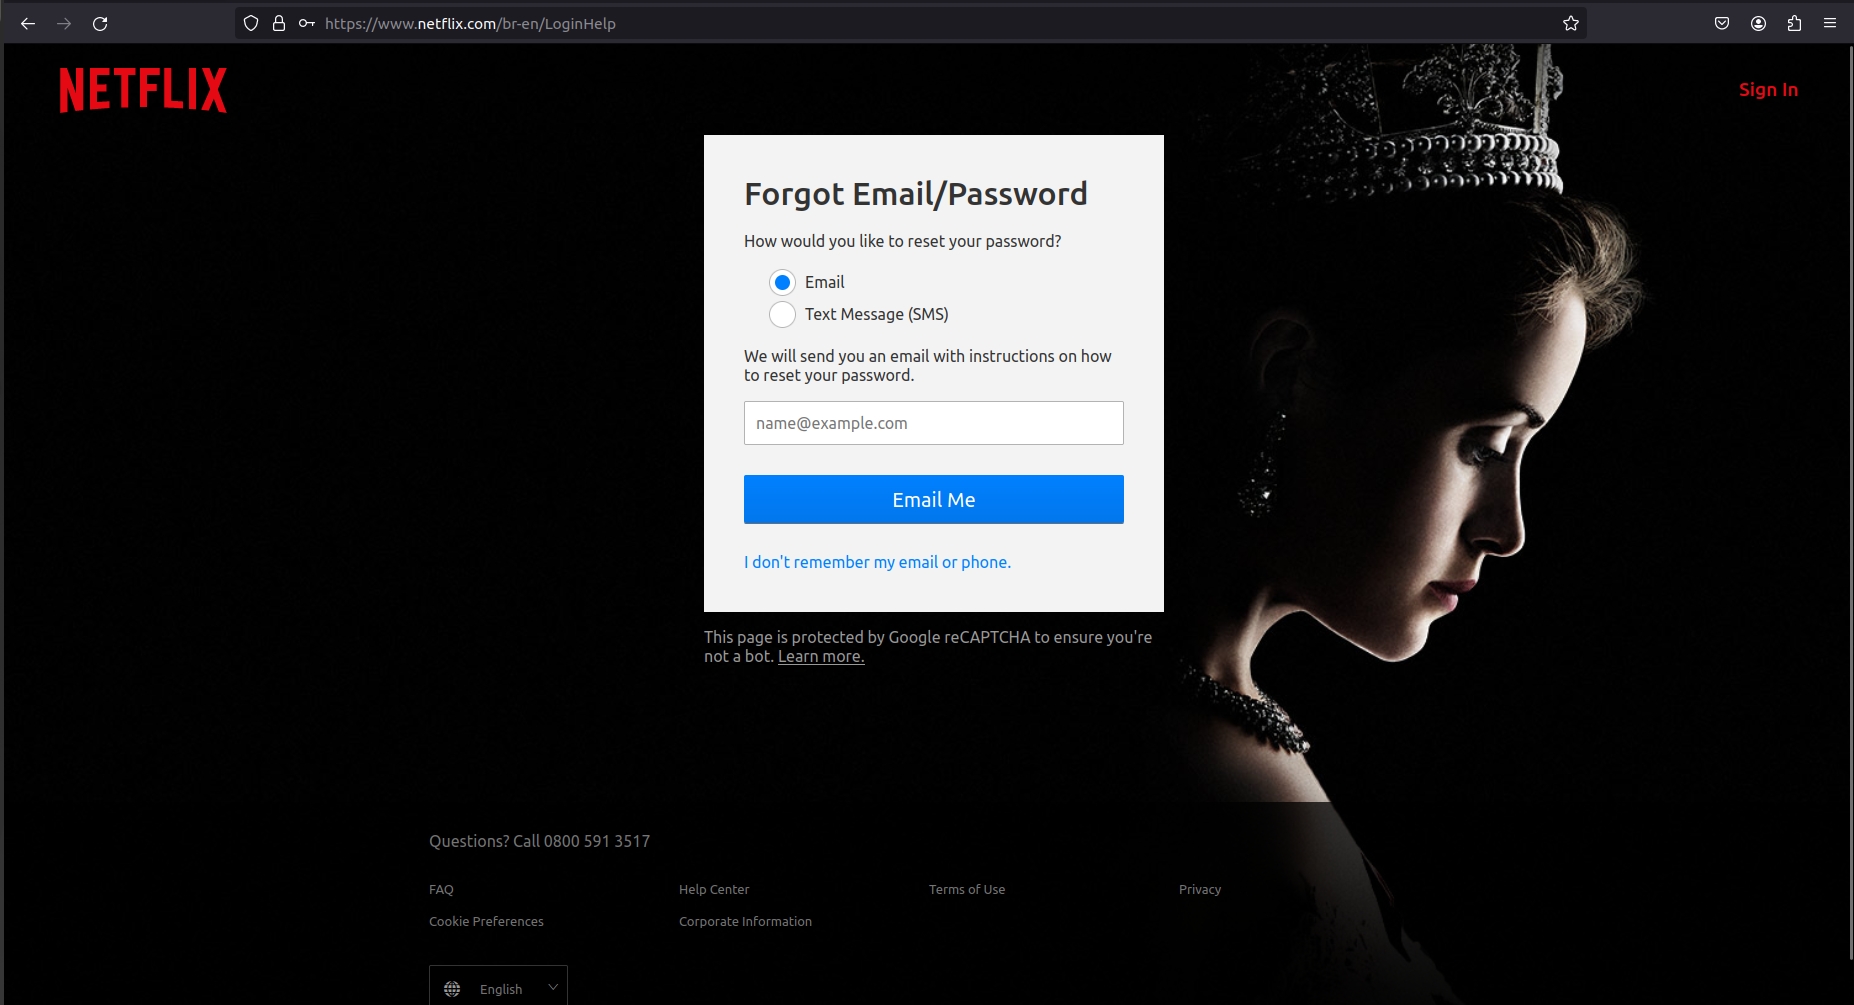 https://www.netflix.com/br-en/LoginHelp
NETFLIX
Sign In
Forgot Email/Password
How would you like to reset your password?
Email
Text Message (SMS)
We will send you an email with instructions on how
to reset your password.
name@example.com
Email Me
I don't remember my email or phone.
This page is protected by Google reCAPTCHA to ensure you're
not a bot. Learn more.
Questions? Call 0800 591 3517
FAQ
Help Center
Terms of Use
Privacy
Cookie Preferences
Corporate Information
English